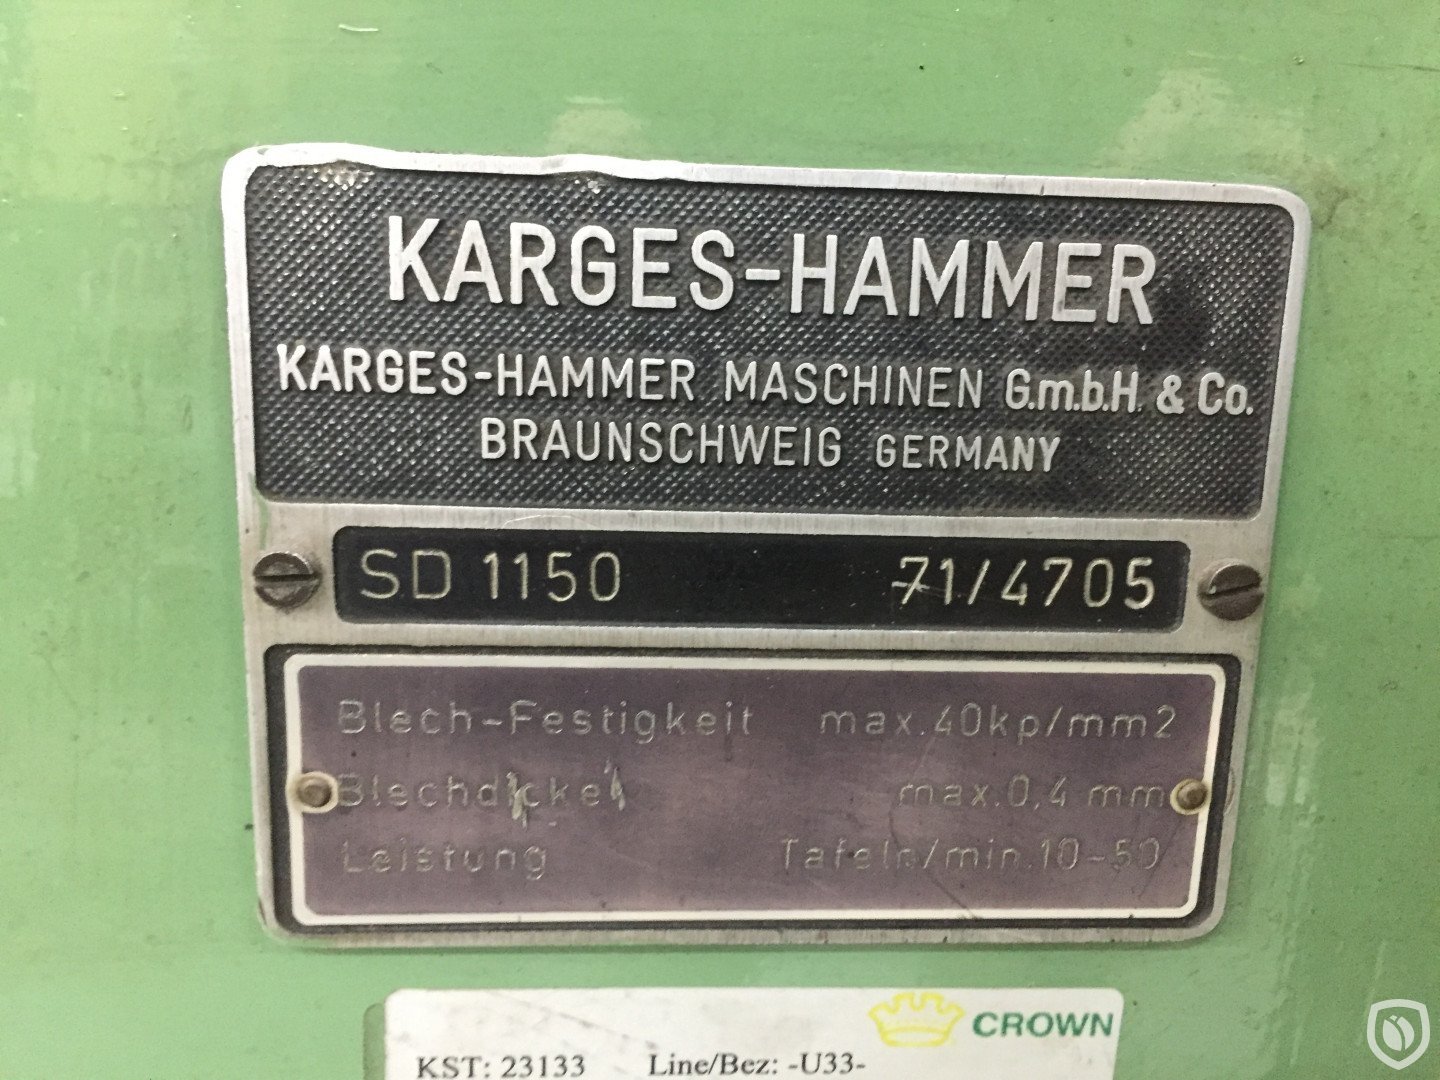 KARGES-HAMMER
KARGES-HAMMER MASCHINEN G.m.b.H. & Co.
BRAUNSCHWEIG GERMANY
SD 1150 71/4705
Blech-Festigkeit max.40kp/mm2
Blechdicke max.0,4 mm
Leistung Tafeln/min.10-50
CROWN
KST: 23133 Line/Bez: -U33-